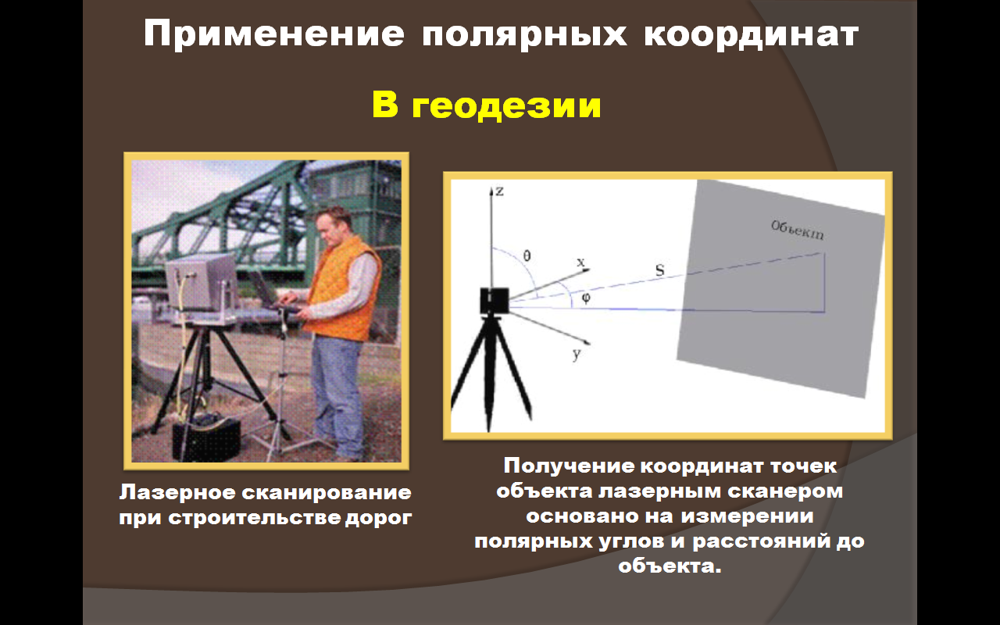 Применение полярных координат
В геодезии
z
θ
x
S
φ
y
Объект
Лазерное сканирование
при строительстве дорог
Получение координат точек
объекта лазерным сканером
основано на измерении
полярных углов и расстояний до
объекта.